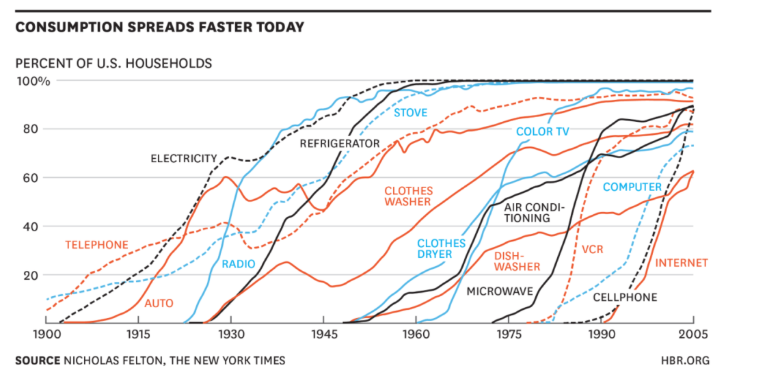 CONSUMPTION SPREADS FASTER TODAY
PERCENT OF U.S. HOUSEHOLDS
100%
80
60
40
20
ELECTRICITY
TELEPHONE
AUTO
RADIO
REFRIGERATOR
STOVE
CLOTHES
WASHER
CLOTHES
DRYER
COLOR TV
AIR CONDI-
TIONING
DISH-
WASHER
MICROWAVE
VCR
COMPUTER
CELLPHONE
INTERNET
1900
1915
1930
1945
1960
1975
1990
2005
SOURCE NICHOLAS FELTON, THE NEW YORK TIMES
HBR.ORG